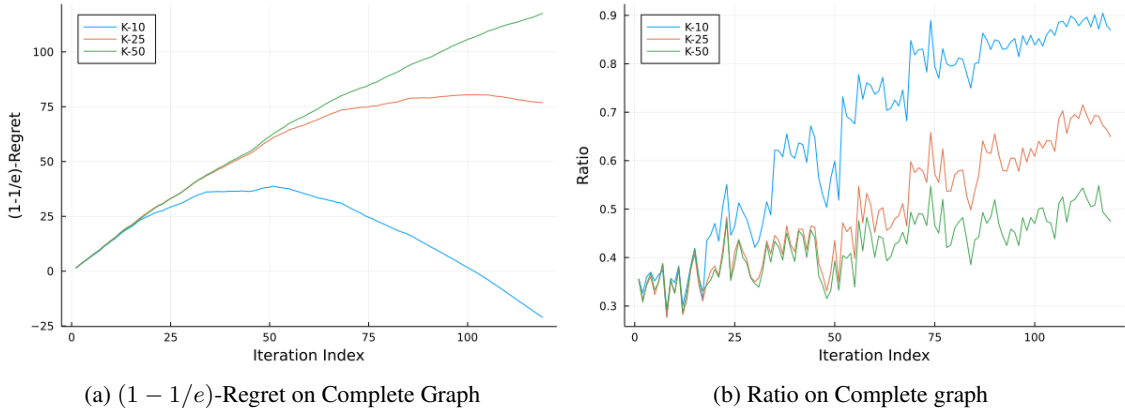 (1-1/e)-Regret
100
75
50
25
0
−25
K-10
K-25
K-50
0
25
50
75
100
Iteration Index
(a) (1 − 1/e)-Regret on Complete Graph
Ratio
0.9
0.8
0.7
0.6
0.5
0.4
0.3
K-10
K-25
K-50
0
25
50
75
100
Iteration Index
(b) Ratio on Complete graph